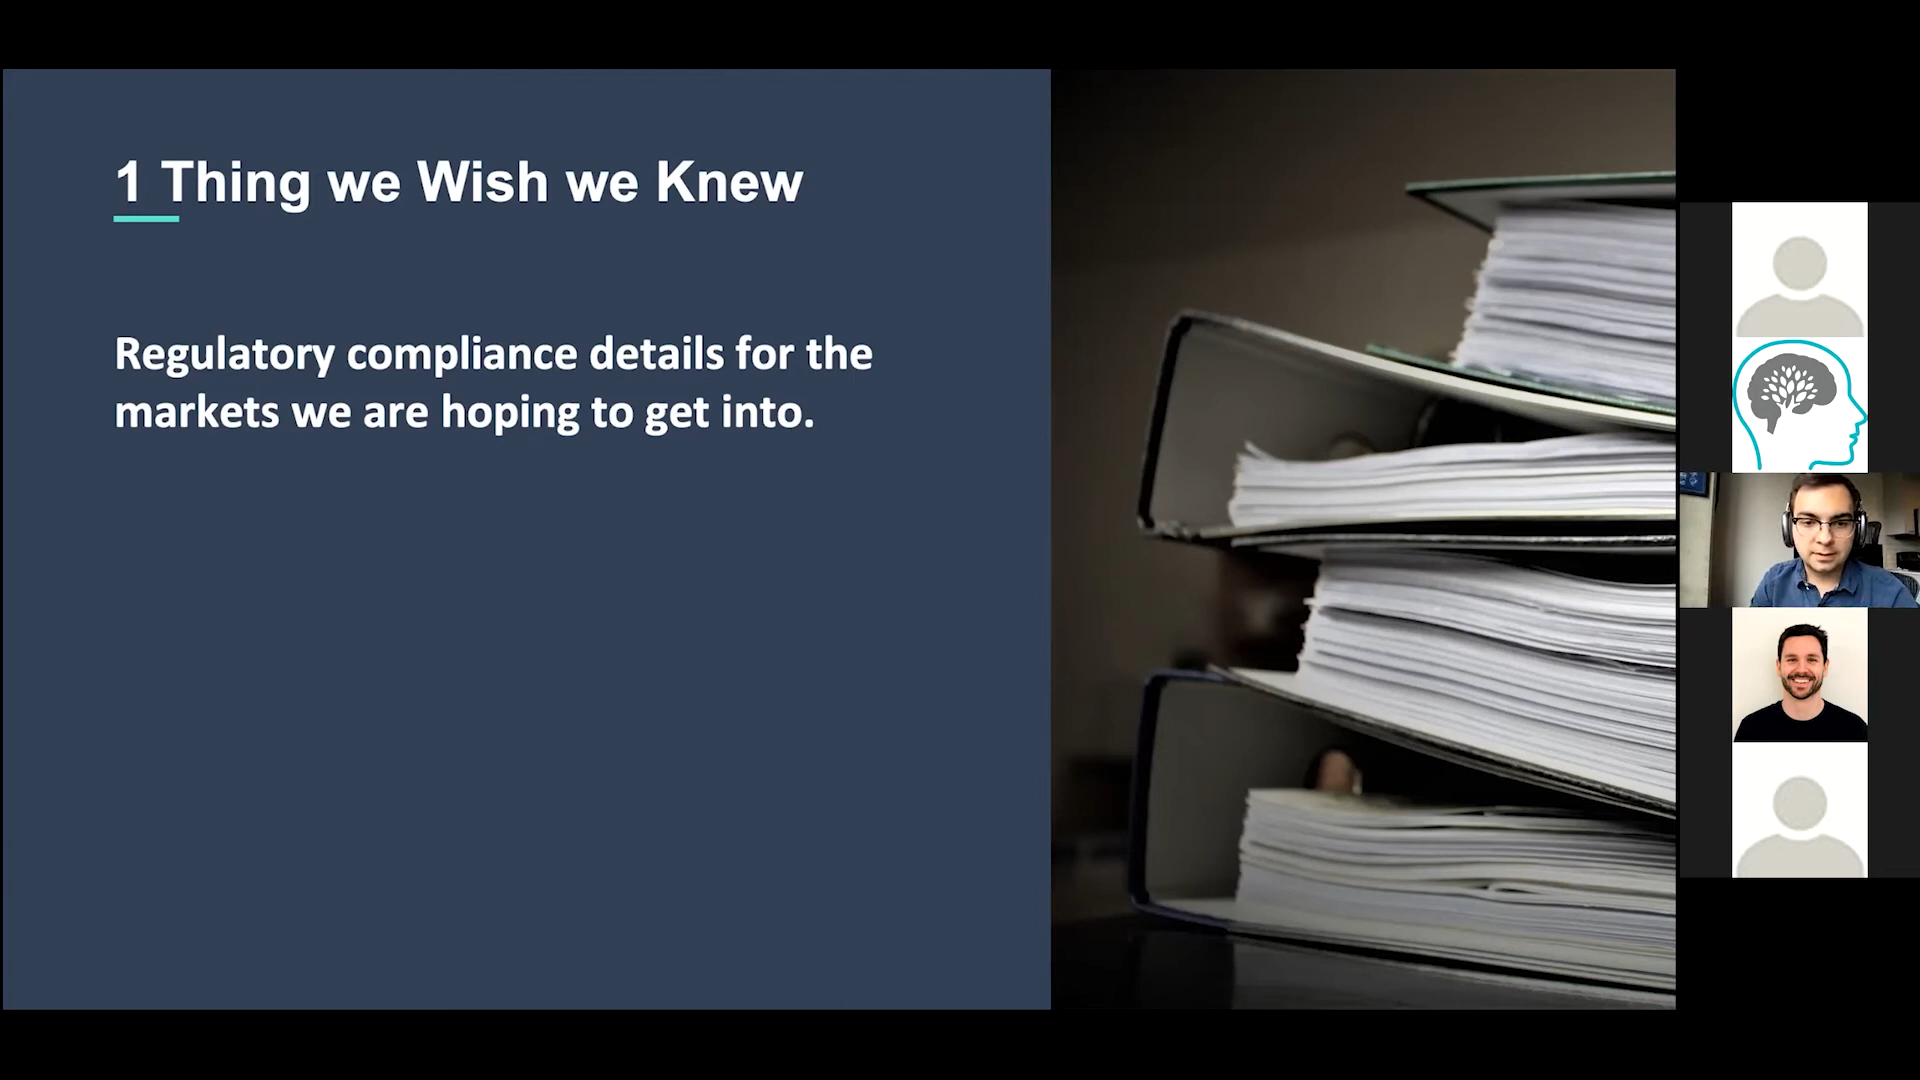 1 Thing we Wish we Knew
Regulatory compliance details for the
markets we are hoping to get into.